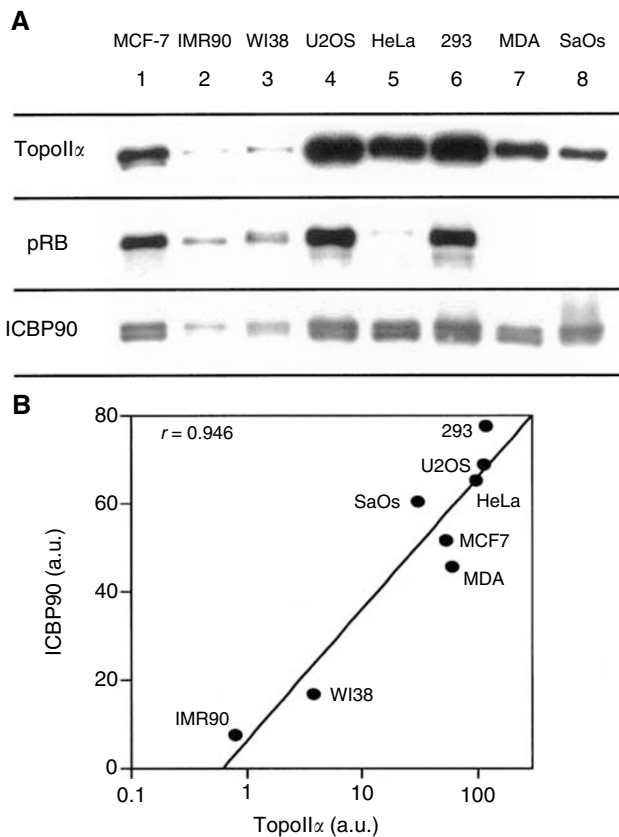 A
MCF-7 IMR90 WI38 U2OS HeLa 293 MDA SaOs
1 2 3 4 5 6 7 8
TopoIIα
pRB
ICBP90
B
80
r = 0.946
293
U2OS
60
SaOs
HeLa
MCF7
MDA
40
ICBP90 (a.u.)
20
WI38
IMR90
0
0.1 1 10 100
TopoIIα (a.u.)